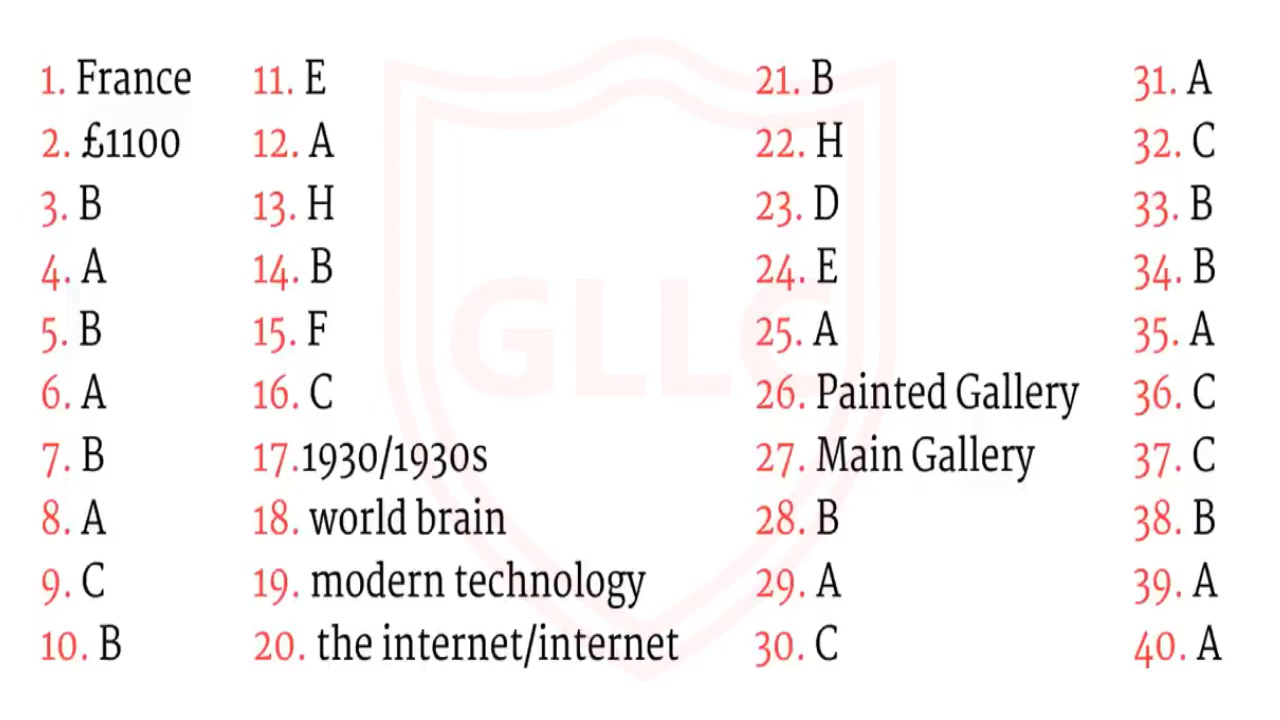 1. France
2. £1100
3. B
4. A
5. B
6. A
7. B
8. A
9. C
10. B
11. E
12. A
13. H
14. B
15. F
16. C
17.1930/1930s
18. world brain
19. modern technology
20. the internet/internet
21. B
22. H
23. D
24. E
25. A
26. Painted Gallery
27. Main Gallery
28. B
29. A
30. C
31. A
32. C
33. B
34. B
35. A
36. C
37. C
38. B
39. A
40. A
GLLC